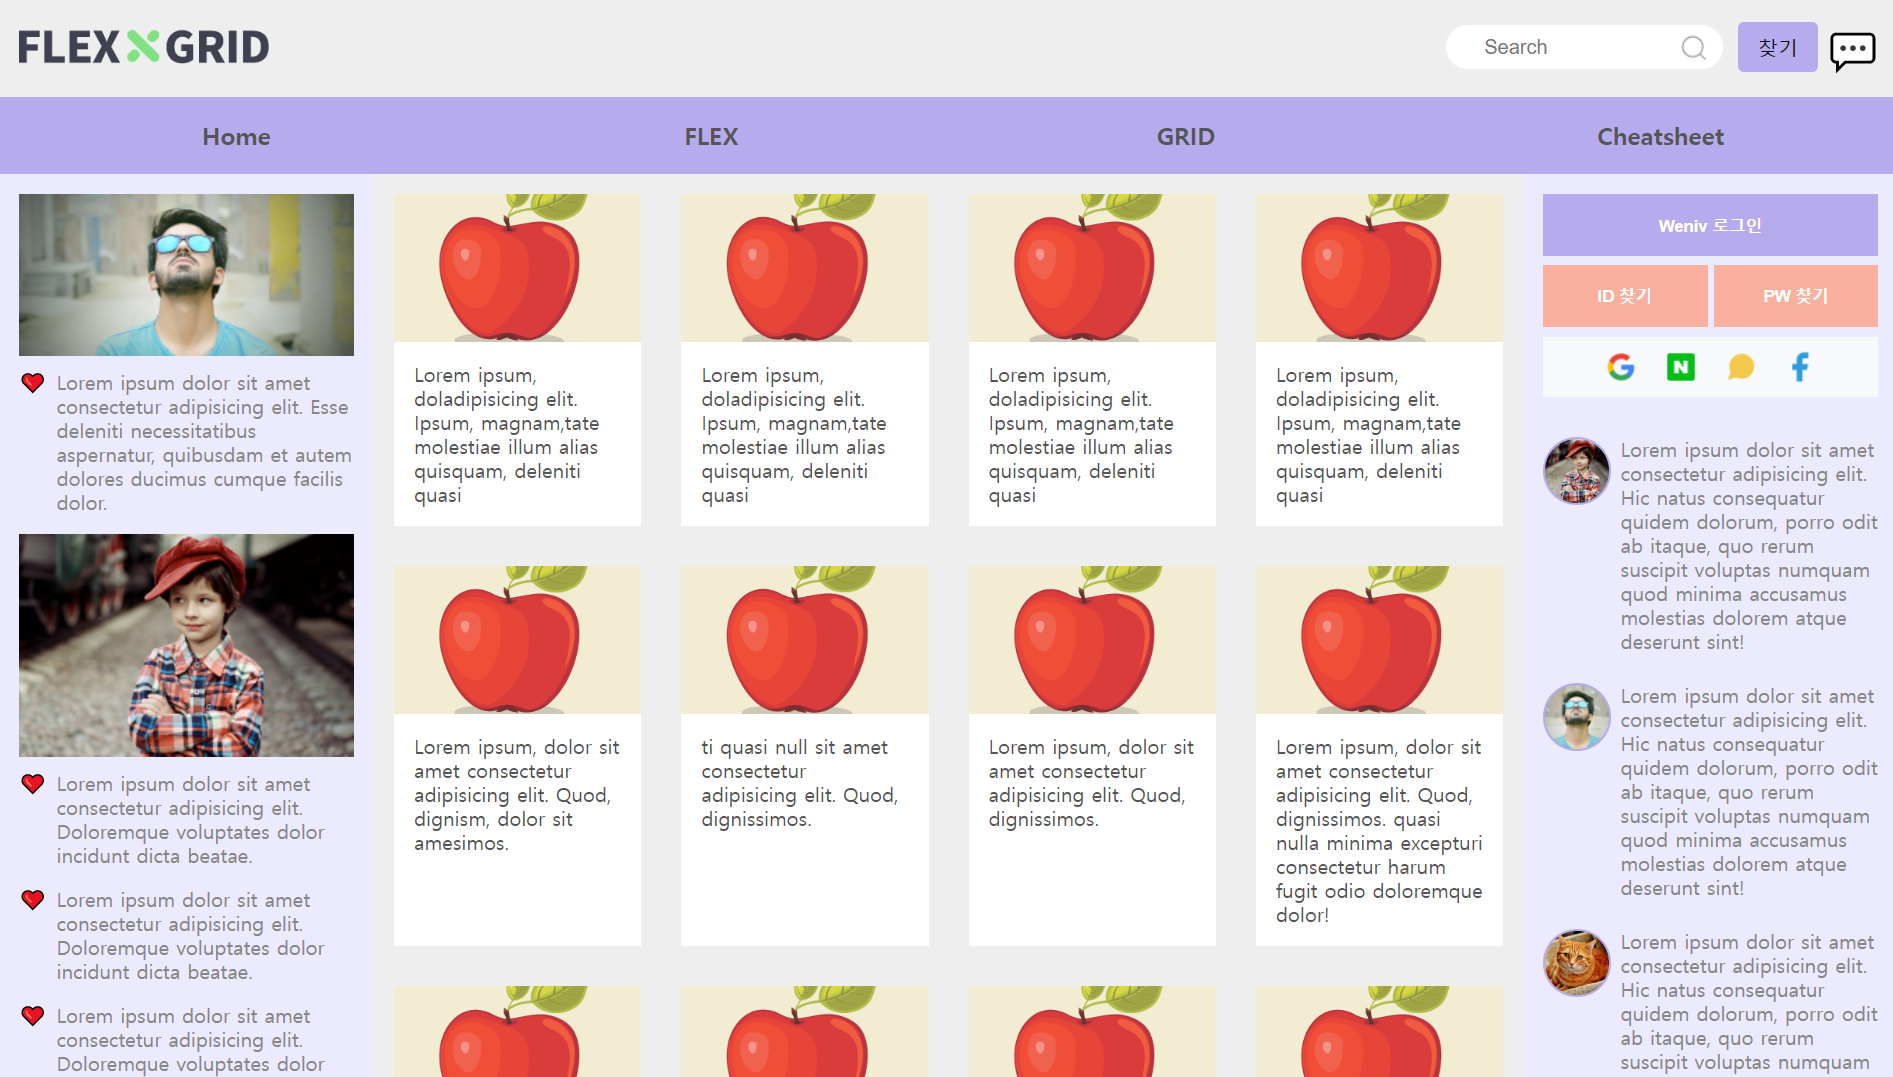 FLEX GRID
Search
찾기
Home
FLEX
GRID
Cheatsheet
Lorem ipsum dolor sit amet
consectetur adipisicing elit. Esse
deleniti necessitatibus
aspernatur, quibusdam et autem
dolores ducimus cumque facilis
dolor.
Lorem ipsum dolor sit amet
consectetur adipisicing elit.
Doloremque voluptates dolor
incidunt dicta beatae.
Lorem ipsum dolor sit amet
consectetur adipisicing elit.
Doloremque voluptates dolor
incidunt dicta beatae.
Lorem ipsum dolor sit amet
consectetur adipisicing elit.
Doloremque voluptates dolor
Lorem ipsum,
doladipisicing elit.
Ipsum, magnam,tate
molestiae illum alias
quisquam, deleniti
quasi
Lorem ipsum,
doladipisicing elit.
Ipsum, magnam,tate
molestiae illum alias
quisquam, deleniti
quasi
Lorem ipsum,
doladipisicing elit.
Ipsum, magnam,tate
molestiae illum alias
quisquam, deleniti
quasi
Lorem ipsum,
doladipisicing elit.
Ipsum, magnam,tate
molestiae illum alias
quisquam, deleniti
quasi
Lorem ipsum, dolor sit
amet consectetur
adipisicing elit. Quod,
dignism, dolor sit
amesimos.
ti quasi null sit amet
consectetur
adipisicing elit. Quod,
dignissimos.
Lorem ipsum, dolor sit
amet consectetur
adipisicing elit. Quod,
dignissimos.
Lorem ipsum, dolor sit
amet consectetur
adipisicing elit. Quod,
dignissimos. quasi
nulla minima excepturi
consectetur harum
fugit odio doloremque
dolor!
Weniv 로그인
ID 찾기
PW 찾기
Lorem ipsum dolor sit amet
consectetur adipisicing elit.
Hic natus consequatur
quidem dolorum, porro odit
ab itaque, quo rerum
suscipit voluptas numquam
quod minima accusamus
molestias dolorem atque
deserunt sint!
Lorem ipsum dolor sit amet
consectetur adipisicing elit.
Hic natus consequatur
quidem dolorum, porro odit
ab itaque, quo rerum
suscipit voluptas numquam
quod minima accusamus
molestias dolorem atque
deserunt sint!
Lorem ipsum dolor sit amet
consectetur adipisicing elit.
Hic natus consequatur
quidem dolorum, porro odit
ab itaque, quo rerum
suscipit voluptas numquam